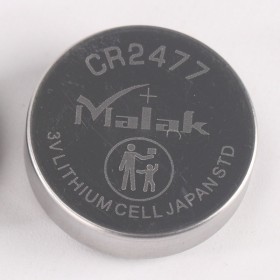 CR2477
+
Malak
3V LITHIUM CELL JAPAN STD